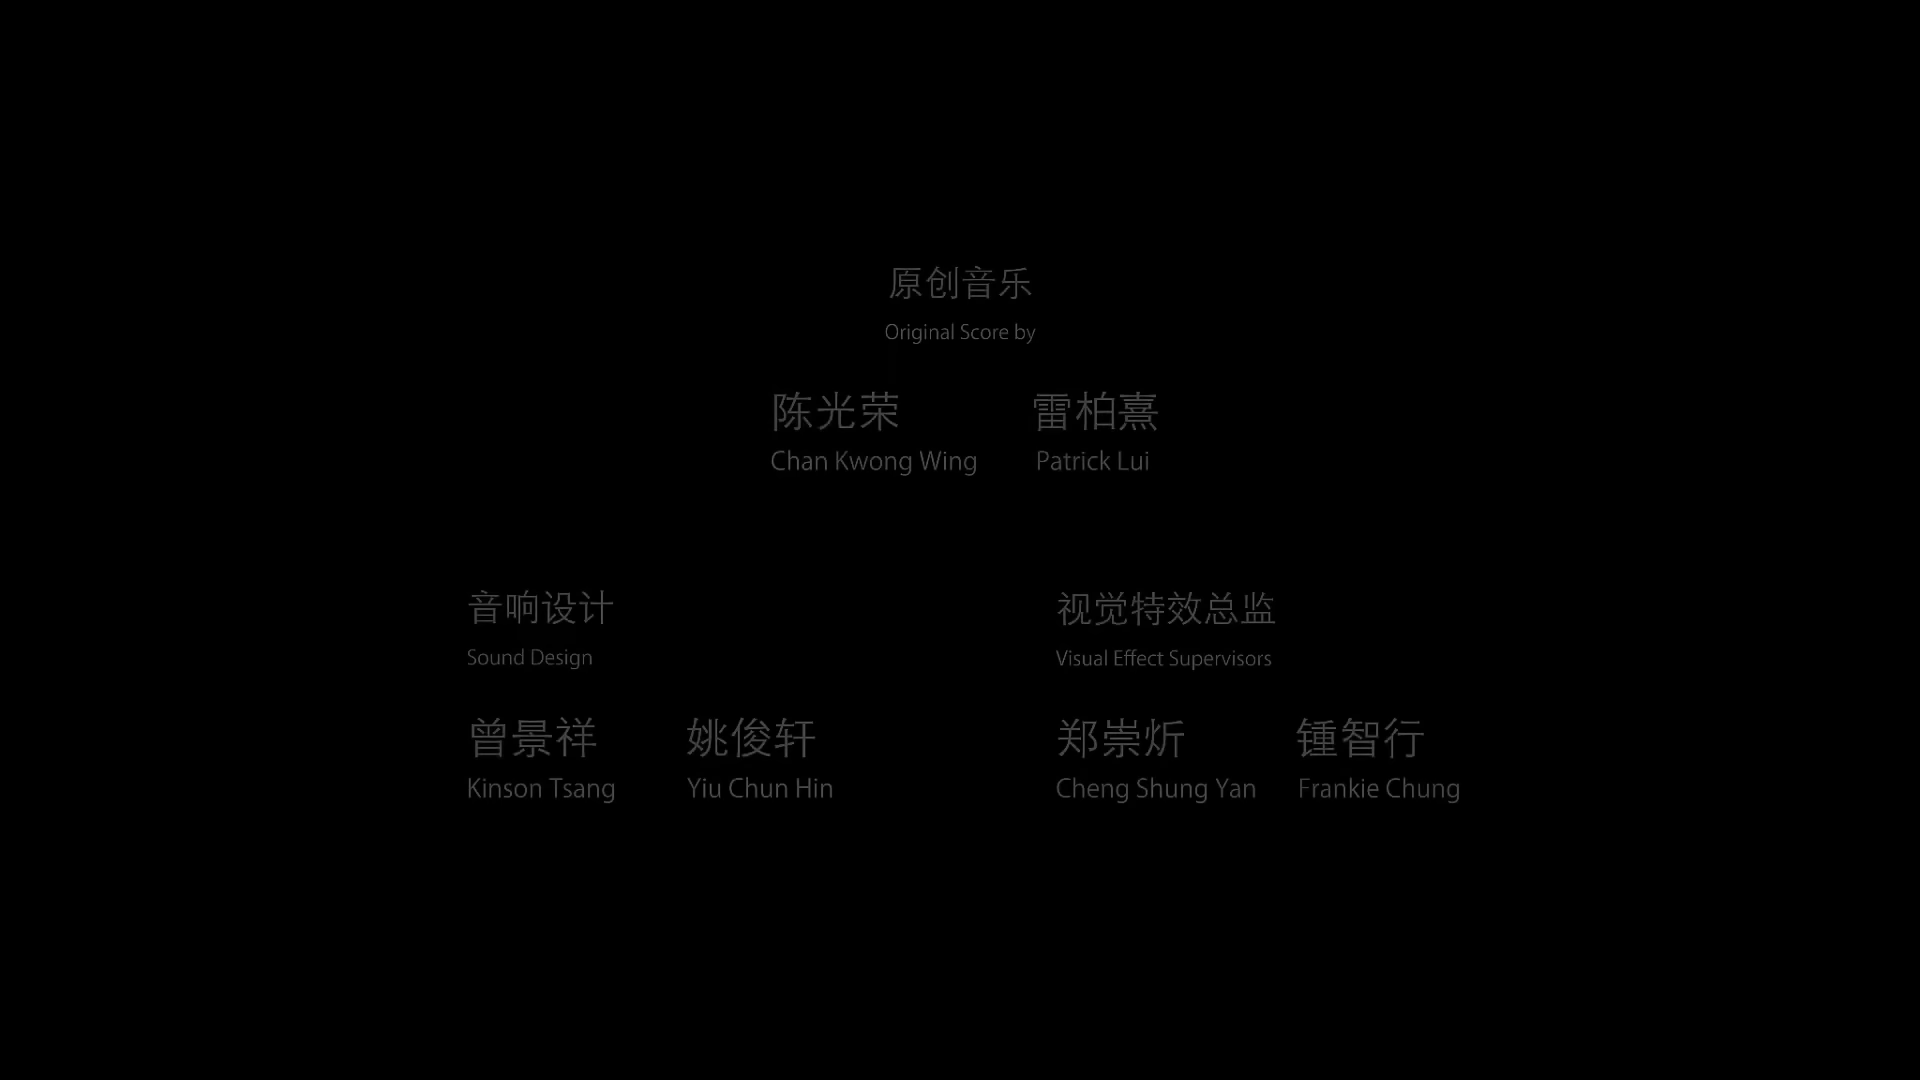 原创音乐
Original Score by
陈光荣 雷柏熹
Chan Kwong Wing Patrick Lui
音响设计
Sound Design
曾景祥 姚俊轩
Kinson Tsang Yiu Chun Hin
视觉特效总监
Visual Effect Supervisors
郑崇炘 锺智行
Cheng Shung Yan Frankie Chung